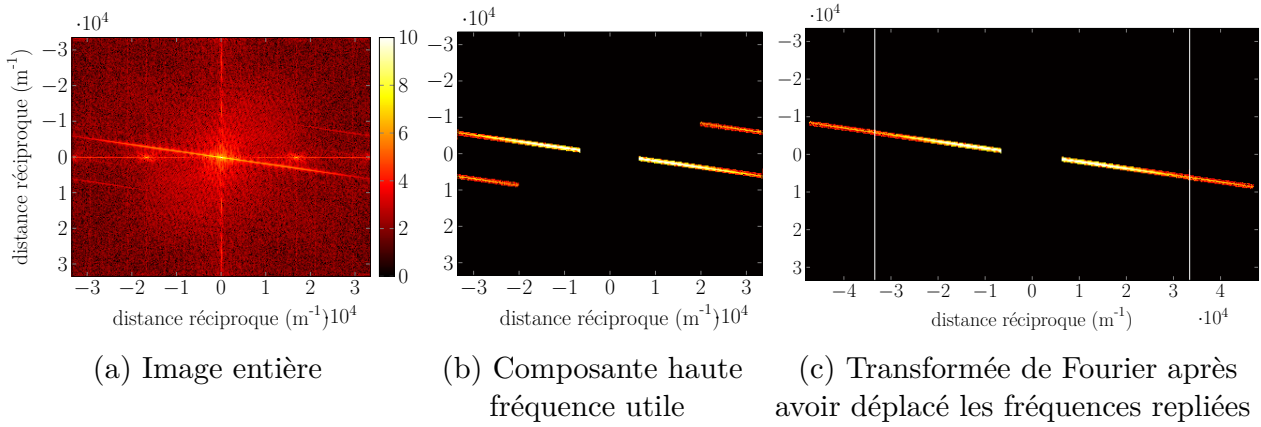 ·10⁴
−3
−2
−1
0
1
2
3
distance réciproque (m⁻¹)
−3 −2 −1 0 1 2 3
distance réciproque (m⁻¹)·10⁴
10
8
6
4
2
0
(a) Image entière
·10⁴
−3
−2
−1
0
1
2
3
−3 −2 −1 0 1 2 3
distance réciproque (m⁻¹)·10⁴
(b) Composante haute
fréquence utile
·10⁴
−3
−2
−1
0
1
2
3
−4 −3 −2 −1 0 1 2 3 4
distance réciproque (m⁻¹)
·10⁴
(c) Transformée de Fourier après
avoir déplacé les fréquences repliées